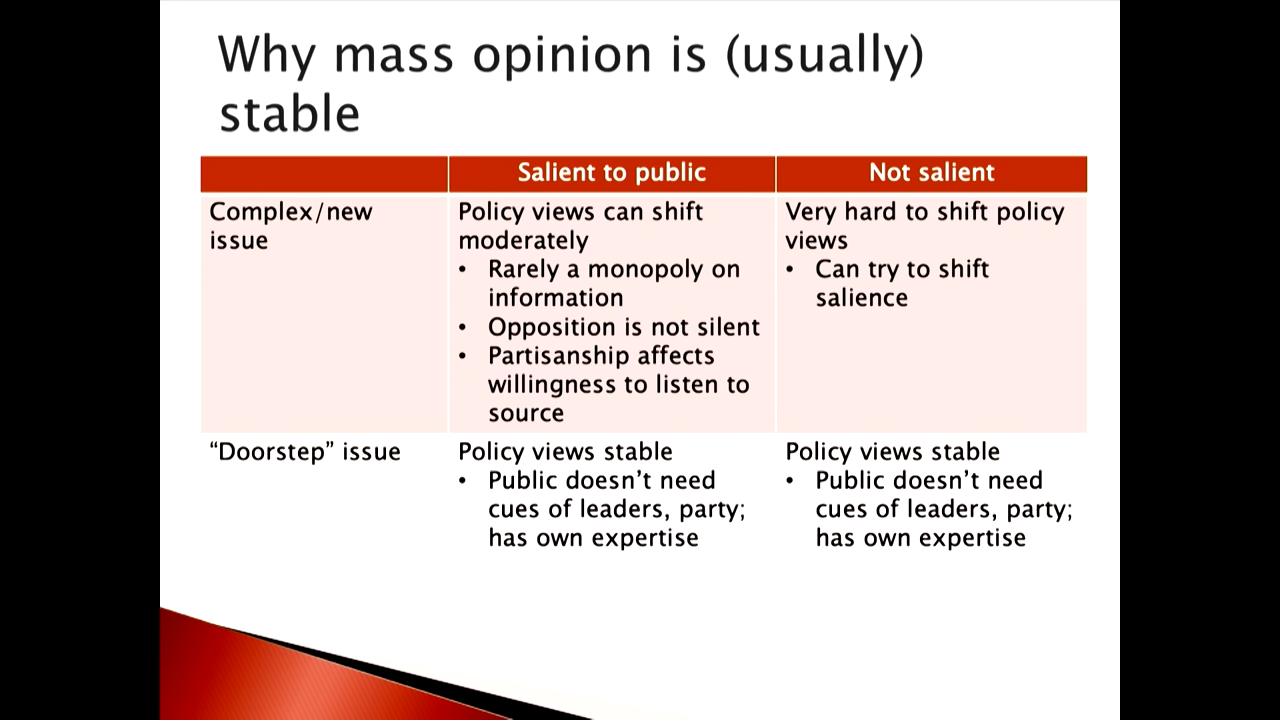 Why mass opinion is (usually)
stable
Salient to public
Not salient
Complex/new
issue
Policy views can shift
moderately
• Rarely a monopoly on
information
• Opposition is not silent
• Partisanship affects
willingness to listen to
source
Very hard to shift policy
views
• Can try to shift
salience
“Doorstep” issue
Policy views stable
• Public doesn’t need
cues of leaders, party;
has own expertise
Policy views stable
• Public doesn’t need
cues of leaders, party;
has own expertise